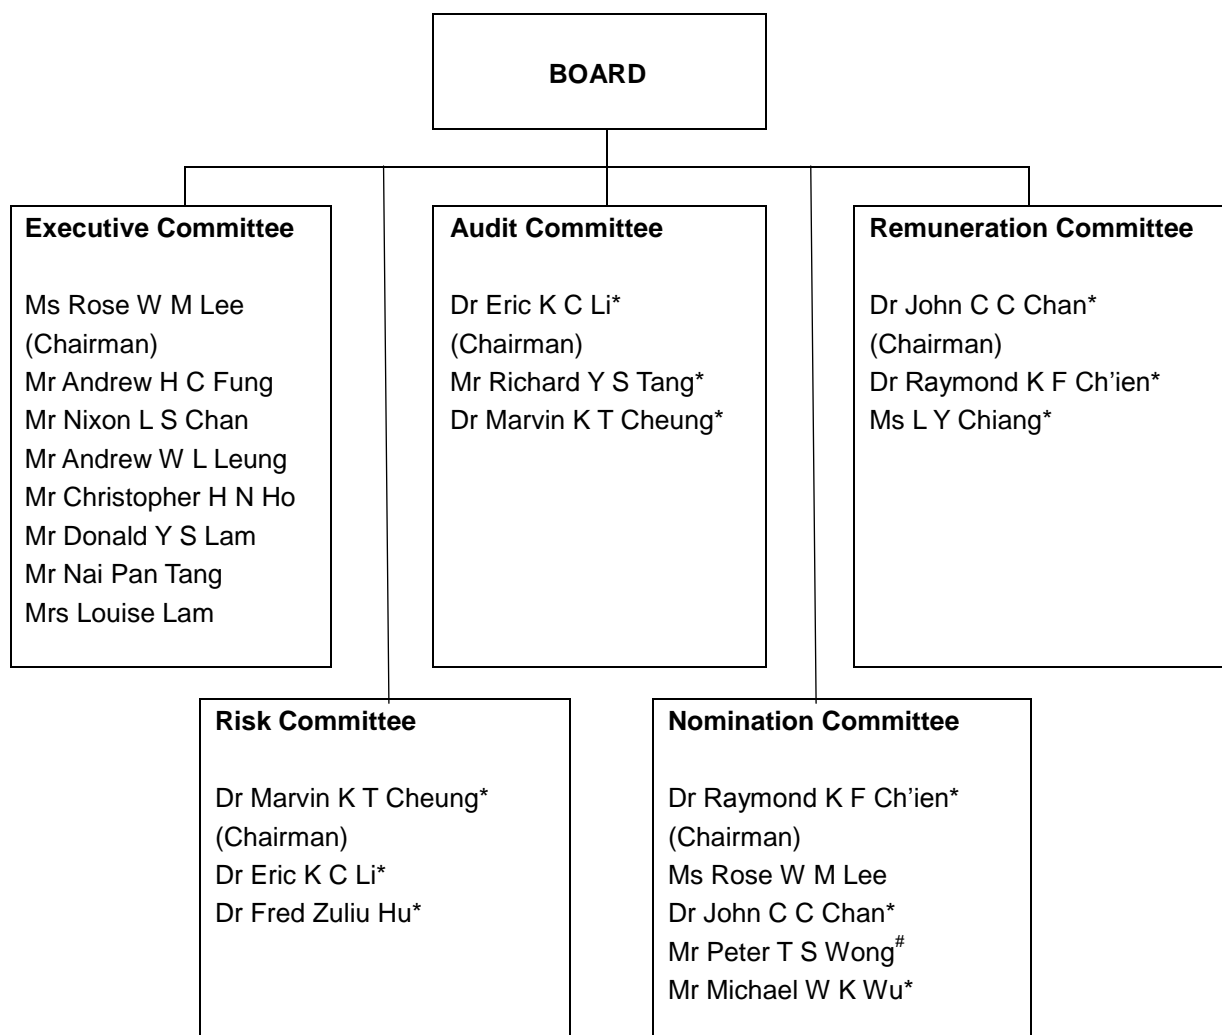 BOARD
Executive Committee
Ms Rose W M Lee
(Chairman)
Mr Andrew H C Fung
Mr Nixon L S Chan
Mr Andrew W L Leung
Mr Christopher H N Ho
Mr Donald Y S Lam
Mr Nai Pan Tang
Mrs Louise Lam
Audit Committee
Dr Eric K C Li*
(Chairman)
Mr Richard Y S Tang*
Dr Marvin K T Cheung*
Remuneration Committee
Dr John C C Chan*
(Chairman)
Dr Raymond K F Ch’ien*
Ms L Y Chiang*
Risk Committee
Dr Marvin K T Cheung*
(Chairman)
Dr Eric K C Li*
Dr Fred Zuliu Hu*
Nomination Committee
Dr Raymond K F Ch’ien*
(Chairman)
Ms Rose W M Lee
Dr John C C Chan*
Mr Peter T S Wong#
Mr Michael W K Wu*